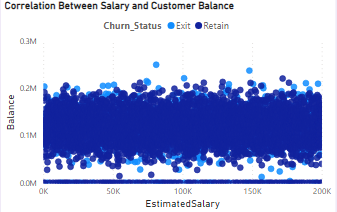 Correlation Between Salary and Customer Balance
Churn_Status Exit Retain
0.3M
0.2M
0.1M
0.0M
Balance
0K 50K 100K 150K 200K
EstimatedSalary